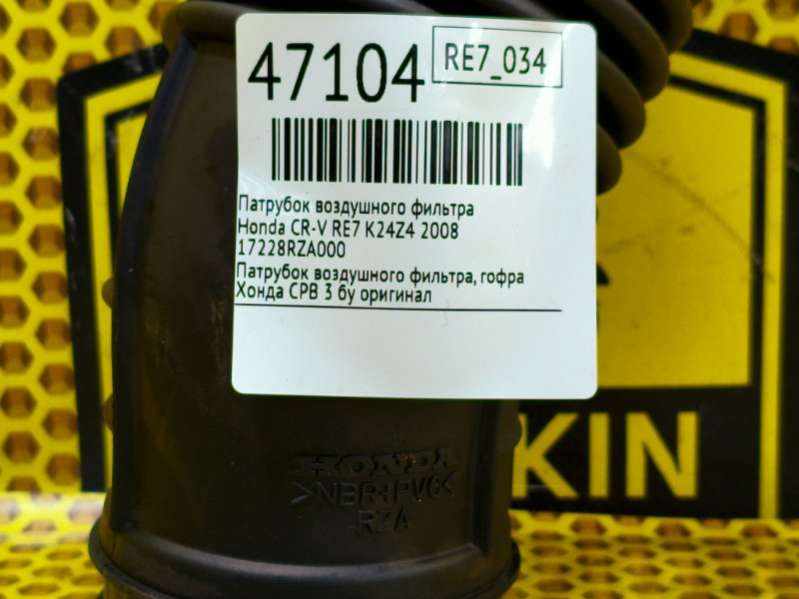 47104
RE7_034
Патрубок воздушного фильтра
Honda CR-V RE7 K24Z4 2008
17228RZA000
Патрубок воздушного фильтра, гофра
Хонда СРВ 3 бу оригинал
HONDA
>NBR+PVC<
RZA
KIN